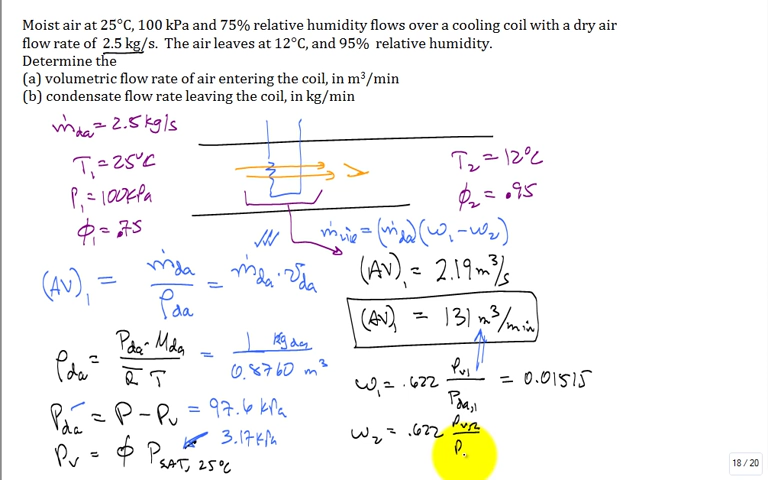 Moist air at 25°C, 100 kPa and 75% relative humidity flows over a cooling coil with a dry air
flow rate of 2.5 kg/s. The air leaves at 12°C, and 95% relative humidity.
Determine the
(a) volumetric flow rate of air entering the coil, in m³/min
(b) condensate flow rate leaving the coil, in kg/min
ṁda = 2.5 kg/s
T₁ = 25°C
P₁ = 100 kPa
ϕ₁ = .75
T₂ = 12°C
ϕ₂ = .95
= (ṁda)(ω₁ - ω₂)
(AV)₁ = ṁda / ρda = ṁda · vda
(AV)₁ = 2.19 m³/s
(AV)₁ = 131 m³/min
ρda = Pda · Mda / R̄ T = 1 kg da / 0.8760 m³
Pda = P - Pv = 97.6 kPa
Pv = ϕ PSAT, 25°C 3.17 kPa
ω₁ = .622 Pv₁ / Pda,1 = 0.01515
ω₂ = .622 Pv2 / P
18 / 20